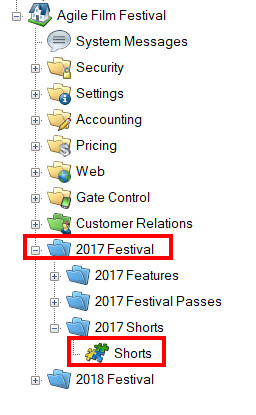 Agile Film Festival
System Messages
Security
Settings
Accounting
Pricing
Web
Gate Control
Customer Relations
2017 Festival
2017 Features
2017 Festival Passes
2017 Shorts
Shorts
2018 Festival